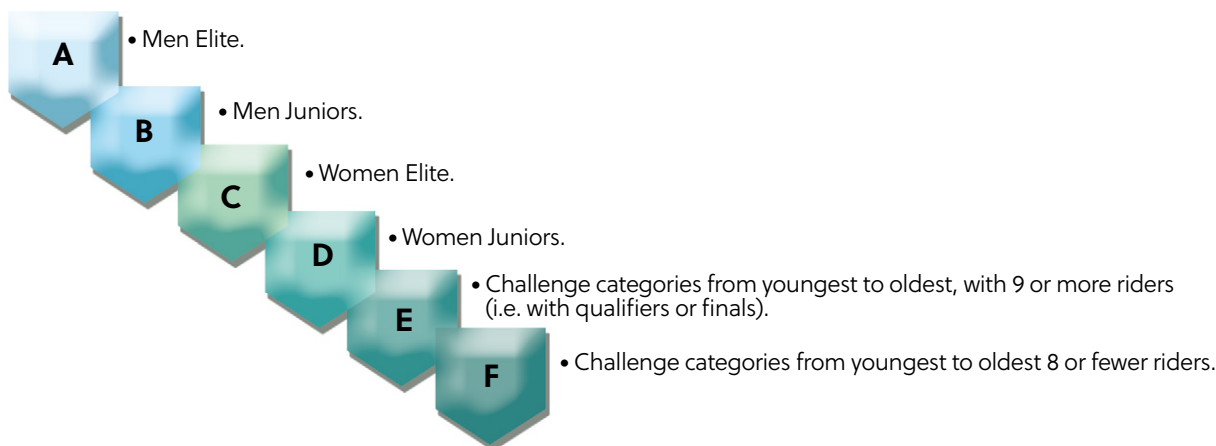 A
• Men Elite.
B
• Men Juniors.
C
• Women Elite.
D
• Women Juniors.
E
• Challenge categories from youngest to oldest, with 9 or more riders
(i.e. with qualifiers or finals).
F
• Challenge categories from youngest to oldest 8 or fewer riders.